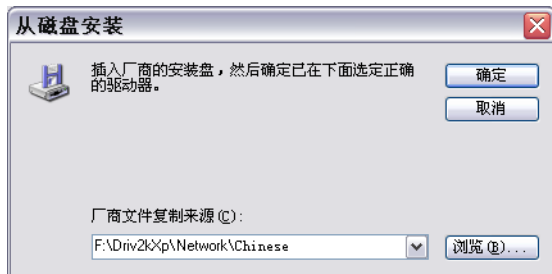 从磁盘安装
插入厂商的安装盘，然后确定已在下面选定正确
的驱动器。
确定
取消
厂商文件复制来源(C):
F:\Driv2kXp\Network\Chinese
浏览(B)...